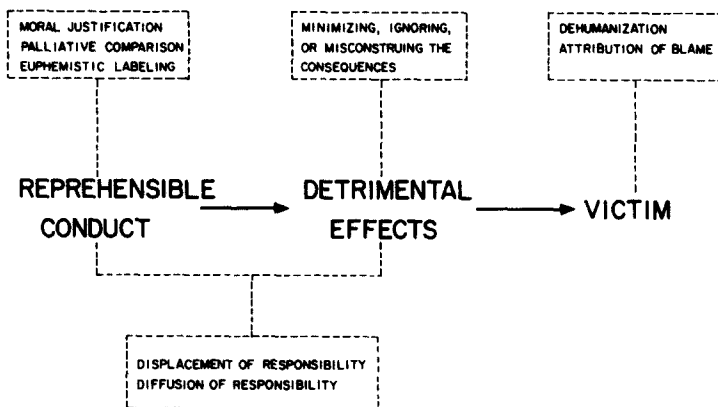 MORAL JUSTIFICATION
PALLIATIVE COMPARISON
EUPHEMISTIC LABELING
MINIMIZING, IGNORING,
OR MISCONSTRUING THE
CONSEQUENCES
DEHUMANIZATION
ATTRIBUTION OF BLAME
REPREHENSIBLE
CONDUCT
DETRIMENTAL
EFFECTS
VICTIM
DISPLACEMENT OF RESPONSIBILITY
DIFFUSION OF RESPONSIBILITY